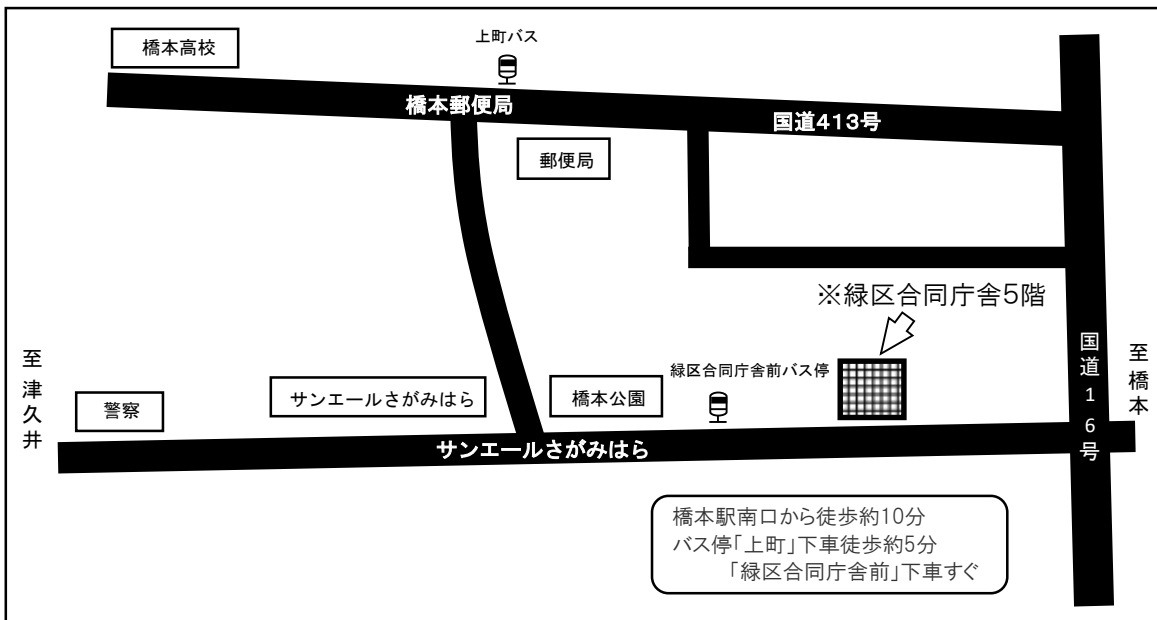 上町バス
橋本高校
橋本郵便局
国道413号
郵便局
※緑区合同庁舎5階
至津久井
国道16号
至橋本
緑区合同庁舎前バス停
警察
サンエールさがみはら
橋本公園
サンエールさがみはら
橋本駅南口から徒歩約10分
バス停「上町」下車徒歩約5分
「緑区合同庁舎前」下車すぐ